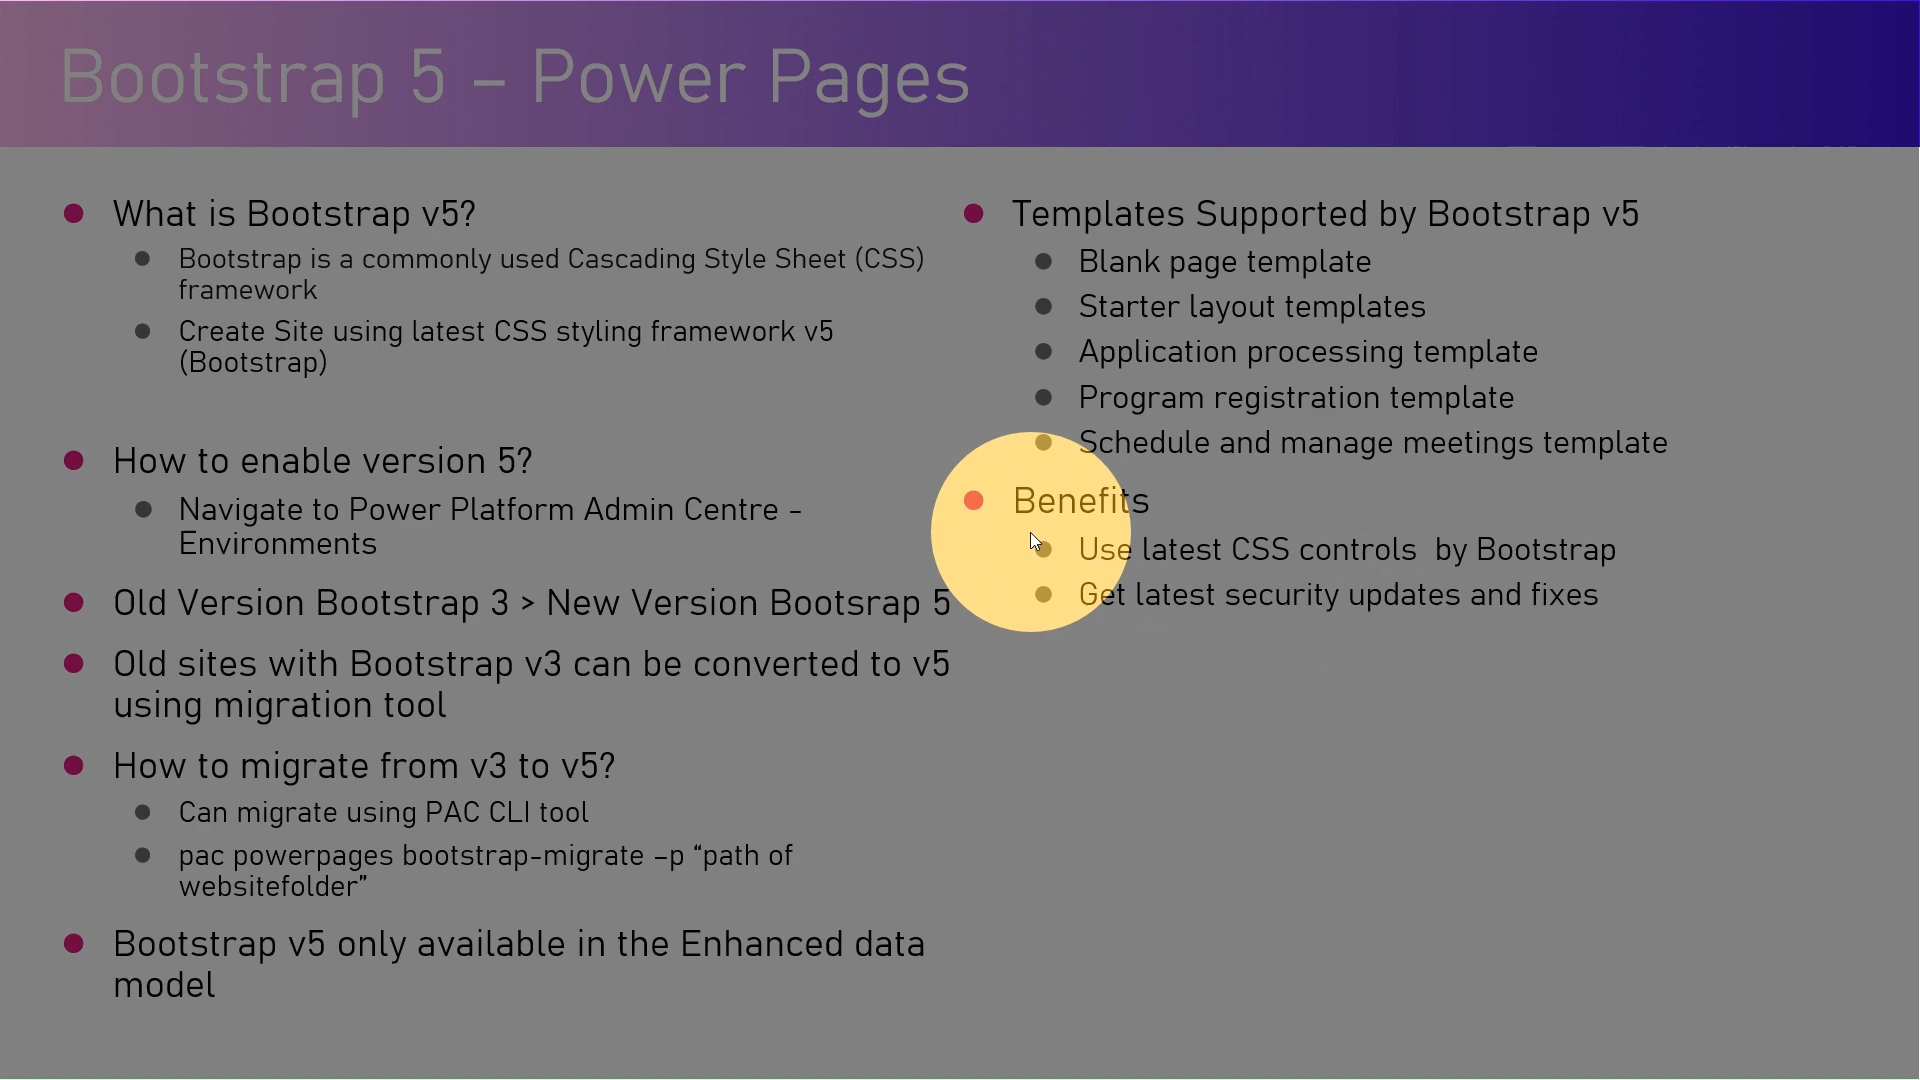 Bootstrap 5 – Power Pages
What is Bootstrap v5?
Bootstrap is a commonly used Cascading Style Sheet (CSS)
framework
Create Site using latest CSS styling framework v5
(Bootstrap)
How to enable version 5?
Navigate to Power Platform Admin Centre -
Environments
Old Version Bootstrap 3 > New Version Bootsrap 5
Old sites with Bootstrap v3 can be converted to v5
using migration tool
How to migrate from v3 to v5?
Can migrate using PAC CLI tool
pac powerpages bootstrap-migrate –p “path of
websitefolder”
Bootstrap v5 only available in the Enhanced data
model
Templates Supported by Bootstrap v5
Blank page template
Starter layout templates
Application processing template
Program registration template
Schedule and manage meetings template
Benefits
Use latest CSS controls  by Bootstrap
Get latest security updates and fixes